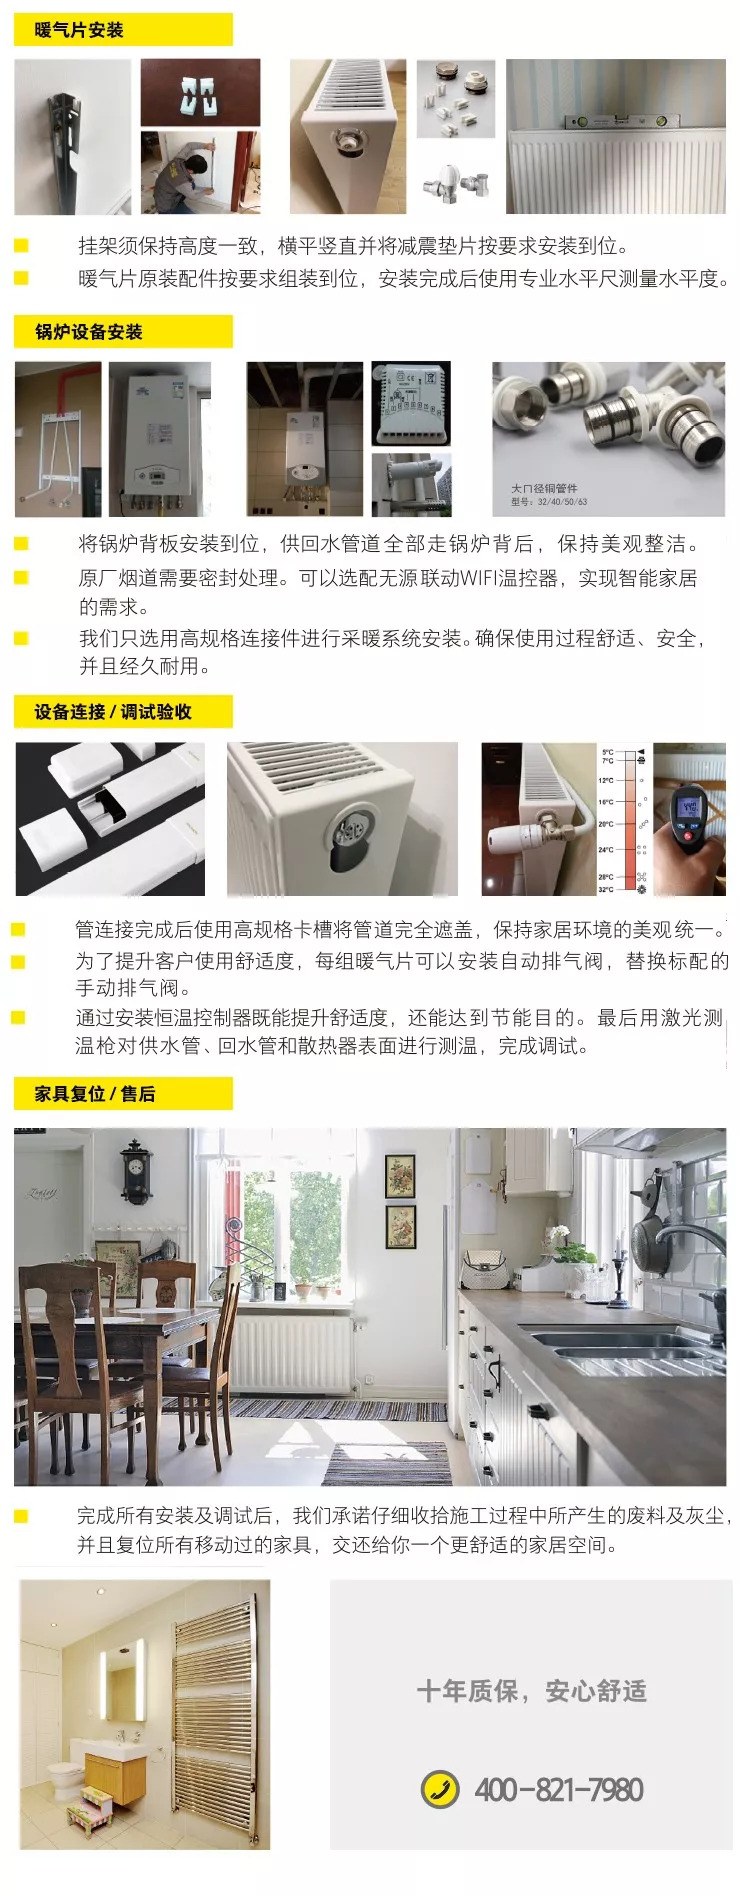 暖气片安装
挂架须保持高度一致，横平竖直并将减震垫片按要求安装到位。
暖气片原装配件按要求组装到位，安装完成后使用专业水平尺测量水平度。
锅炉设备安装
大口径铜管件
型号：32/40/50/63
将锅炉背板安装到位，供回水管道全部走锅炉背后，保持美观整洁。
原厂烟道需要密封处理。可以选配无源联动WIFI温控器，实现智能家居
的需求。
我们只选用高规格连接件进行采暖系统安装。确保使用过程舒适、安全，
并且经久耐用。
设备连接 / 调试验收
5°C
7°C
12°C
16°C
20°C
24°C
28°C
32°C
管连接完成后使用高规格卡槽将管道完全遮盖，保持家居环境的美观统一。
为了提升客户使用舒适度，每组暖气片可以安装自动排气阀，替换标配的
手动排气阀。
通过安装恒温控制器既能提升舒适度，还能达到节能目的。最后用激光测
温枪对供水管、回水管和散热器表面进行测温，完成调试。
家具复位 / 售后
完成所有安装及调试后，我们承诺仔细收拾施工过程中所产生的废料及灰尘，
并且复位所有移动过的家具，交还给你一个更舒适的家居空间。
十年质保，安心舒适
400-821-7980